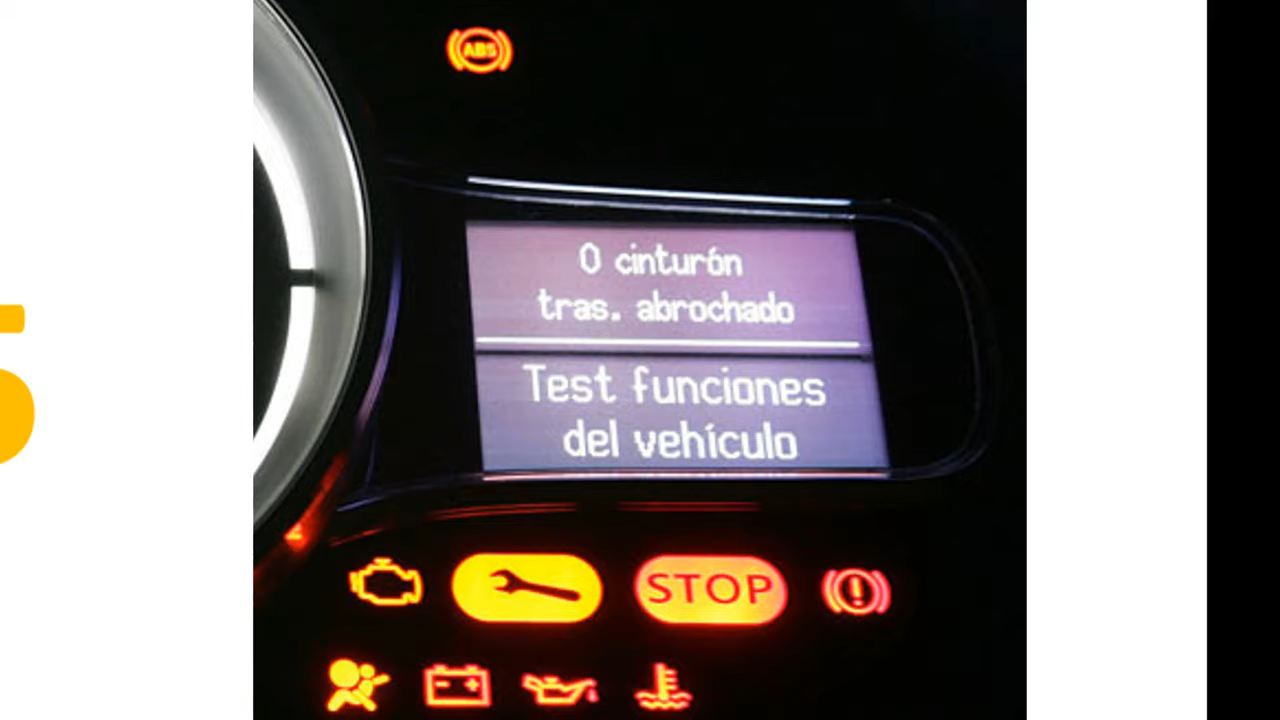 ABS
0 cinturón
tras. abrochado
Test funciones
del vehículo
STOP